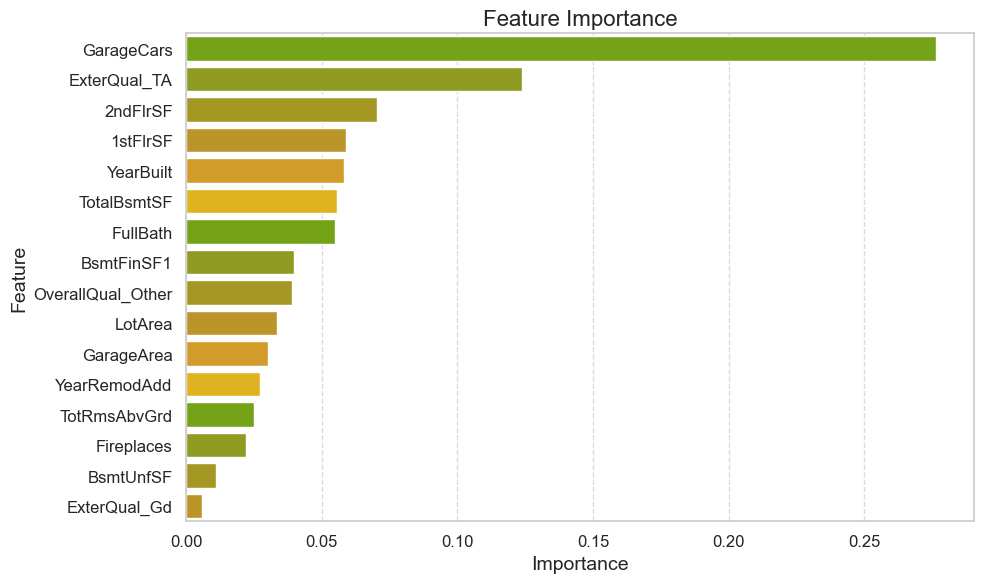 Feature Importance
Feature
GarageCars
ExterQual_TA
2ndFlrSF
1stFlrSF
YearBuilt
TotalBsmtSF
FullBath
BsmtFinSF1
OverallQual_Other
LotArea
GarageArea
YearRemodAdd
TotRmsAbvGrd
Fireplaces
BsmtUnfSF
ExterQual_Gd
0.00 0.05 0.10 0.15 0.20 0.25
Importance